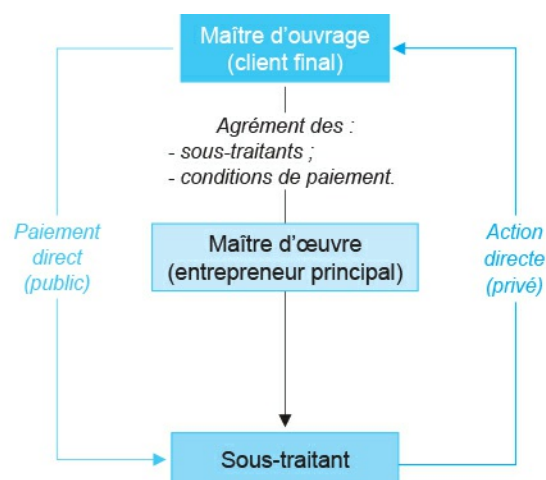 Maître d'ouvrage
(client final)
Agrément des :
- sous-traitants ;
- conditions de paiement.
Paiement
direct
(public)
Maître d'œuvre
(entrepreneur principal)
Action
directe
(privé)
Sous-traitant